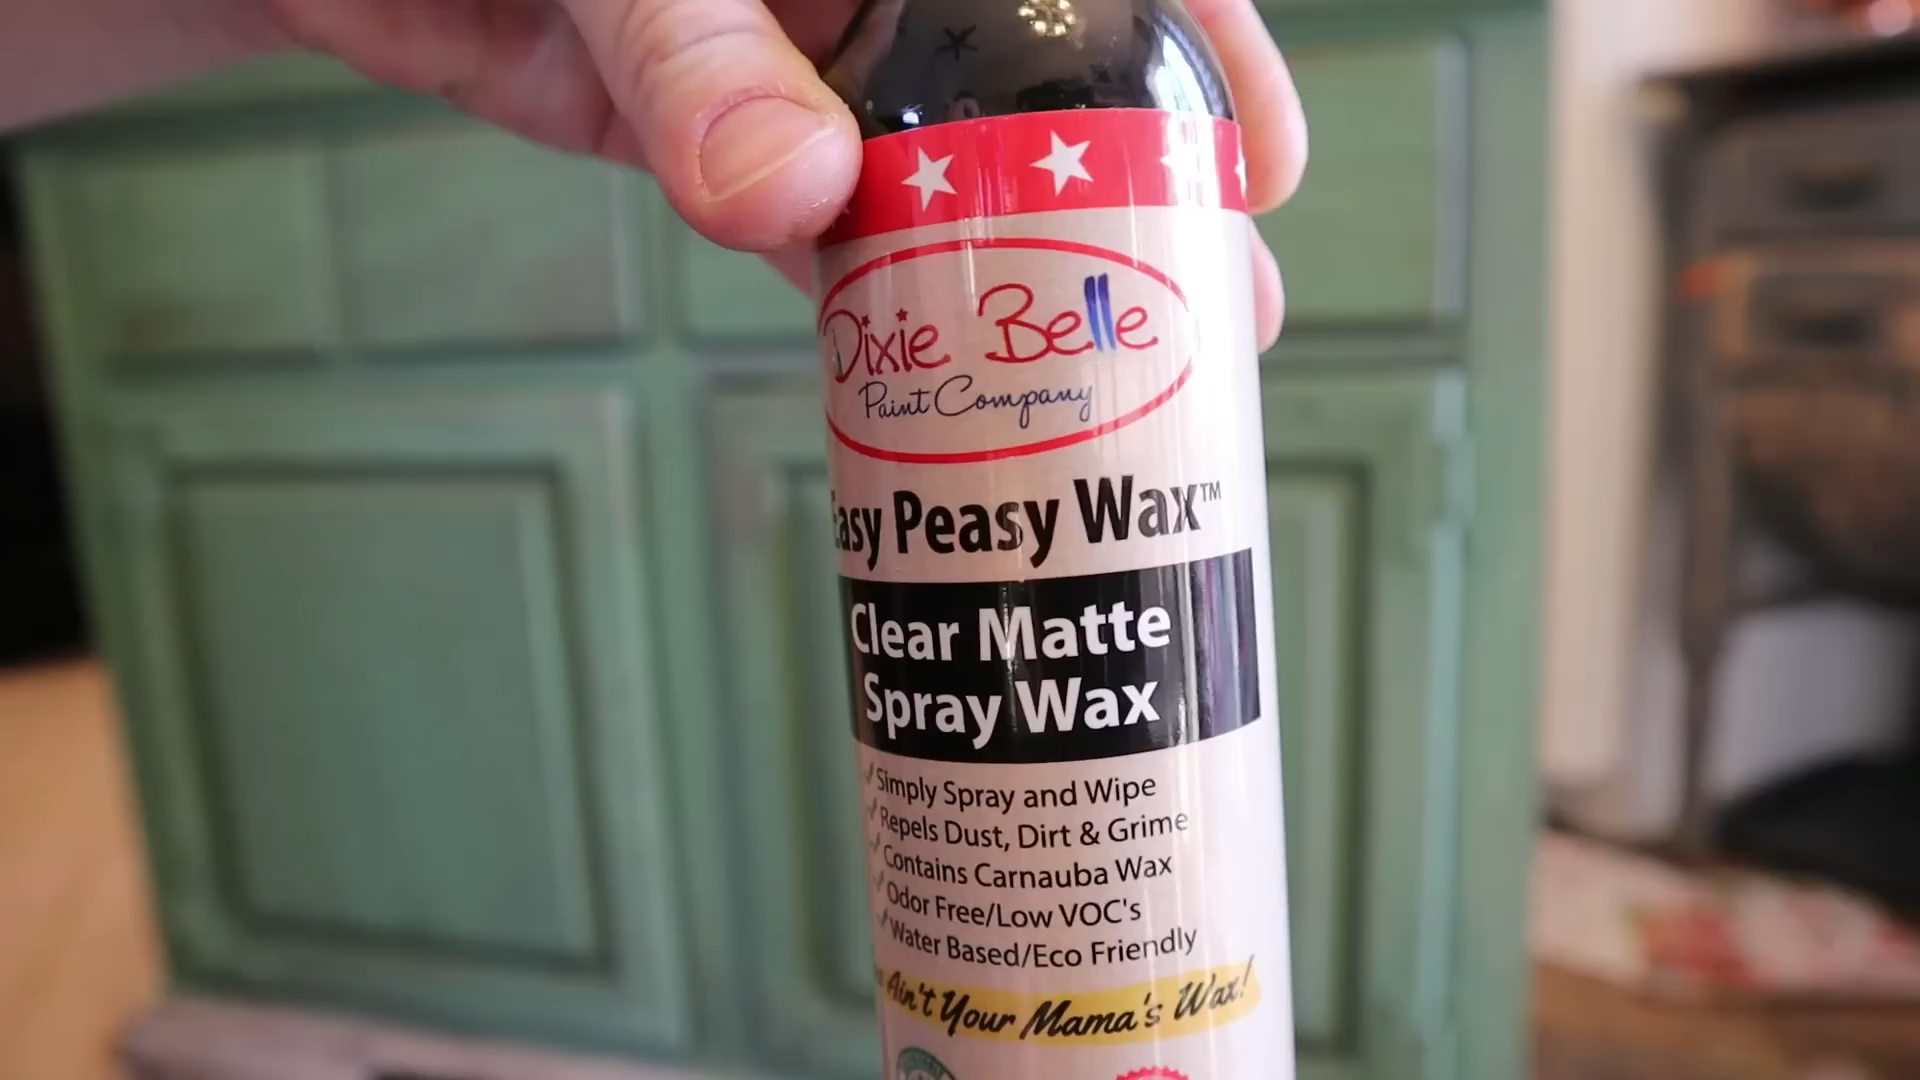 Dixie Belle
Paint Company
Easy Peasy Wax™
Clear Matte
Spray Wax
Simply Spray and Wipe
Repels Dust, Dirt & Grime
Contains Carnauba Wax
Odor Free/Low VOC's
Water Based/Eco Friendly
Ain't Your Mama's Wax!